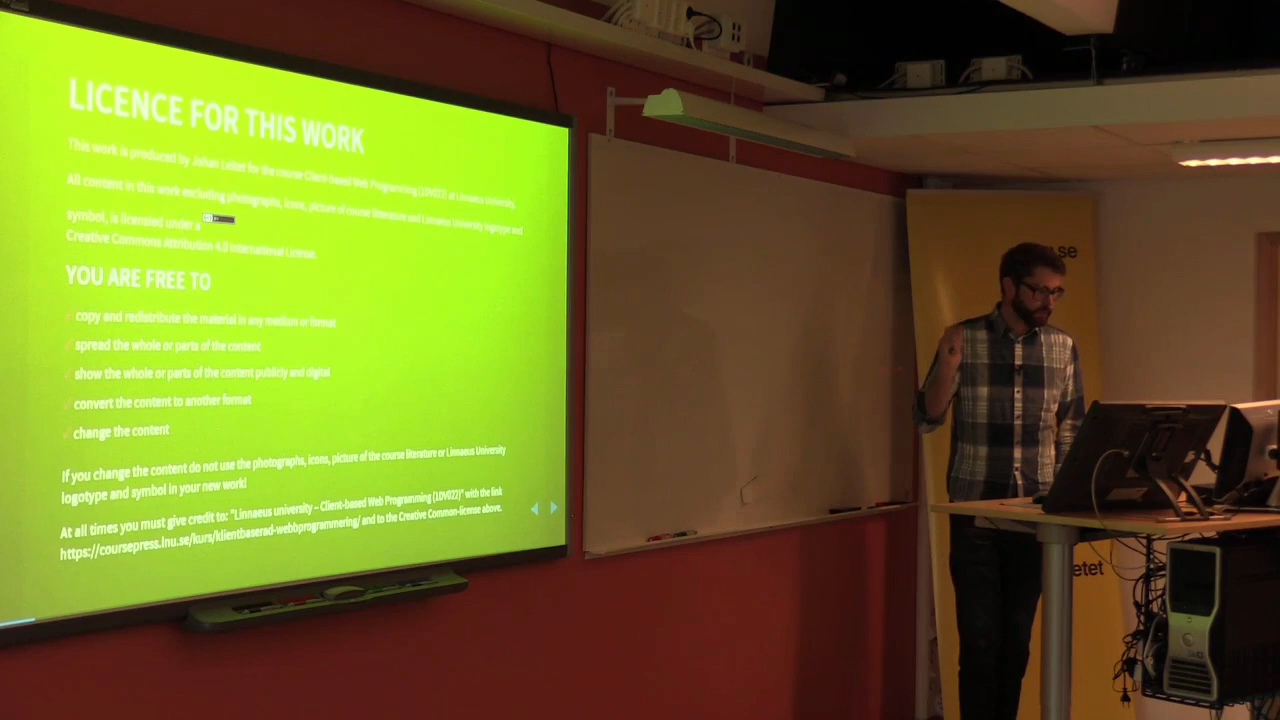 LICENCE FOR THIS WORK
This work is produced by Johan Leitet for the course Client-based Web Programming (1DV022) at Linnaeus University.
All content in this work excluding photographs, icons, picture of course literature and Linnaeus University logotype and
symbol, is licensied under a
Creative Commons Attribution 4.0 International License.
YOU ARE FREE TO
copy and redistribute the material in any medium or format
spread the whole or parts of the content
show the whole or parts of the content publicly and digital
convert the content to another format
change the content
If you change the content do not use the photographs, icons, picture of the course literature or Linnaeus University
logotype and symbol in your new work!
At all times you must give credit to: "Linnaeus university – Client-based Web Programming (1DV022)" with the link
https://coursepress.lnu.se/kurs/klientbaserad-webbprogrammering/ and to the Creative Common-license above.
.se
etet